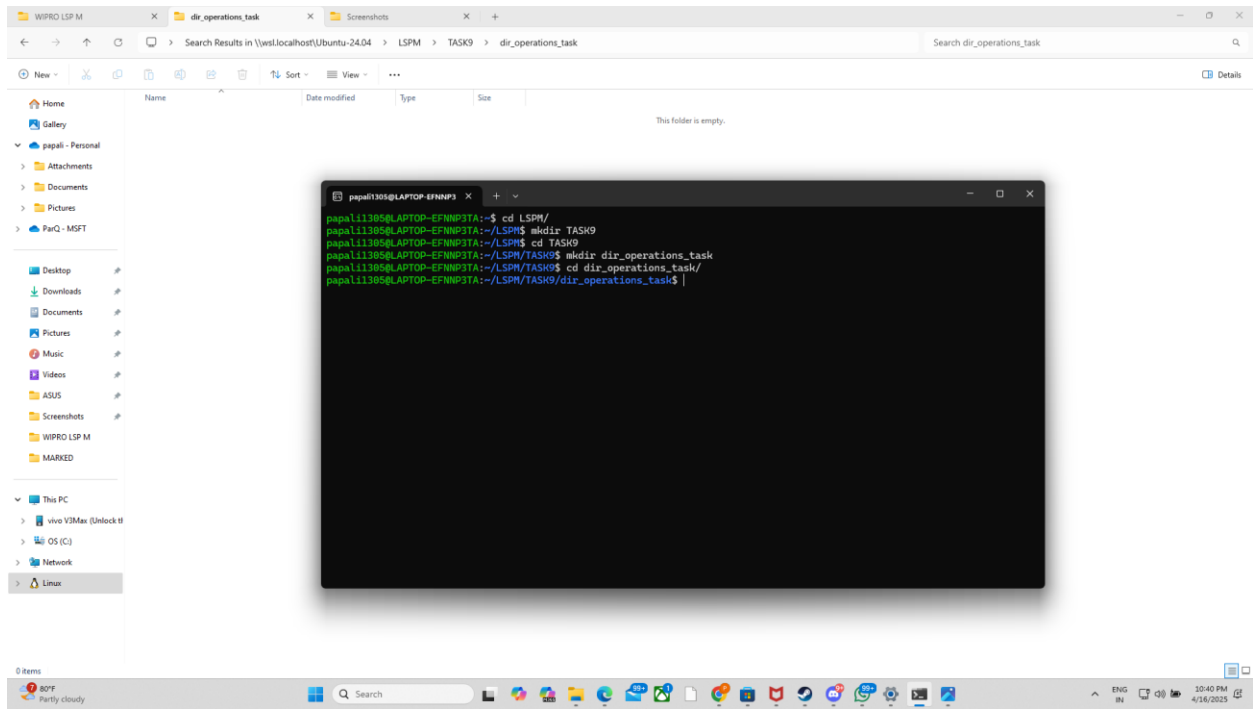 WIPRO LSP M
dir_operations_task
Screenshots
Search Results in \\wsl.localhost\Ubuntu-24.04 > LSPM > TASK9 > dir_operations_task
Search dir_operations_task
New
Sort
View
Details
Name
Date modified
Type
Size
This folder is empty.
Home
Gallery
papali - Personal
Attachments
Documents
Pictures
ParQ - MSFT
Desktop
Downloads
Documents
Pictures
Music
Videos
ASUS
Screenshots
WIPRO LSP M
MARKED
This PC
vivo V3Max (Unlock tl
OS (C:)
Network
Linux
papali1305@LAPTOP-EFNNP3
papali1305@LAPTOP-EFNNP3TA:~$ cd LSPM/
papali1305@LAPTOP-EFNNP3TA:~/LSPM$ mkdir TASK9
papali1305@LAPTOP-EFNNP3TA:~/LSPM$ cd TASK9
papali1305@LAPTOP-EFNNP3TA:~/LSPM/TASK9$ mkdir dir_operations_task
papali1305@LAPTOP-EFNNP3TA:~/LSPM/TASK9$ cd dir_operations_task/
papali1305@LAPTOP-EFNNP3TA:~/LSPM/TASK9/dir_operations_task$
0 items
7
80°F
Partly cloudy
Search
99+
1
99+
ENG
IN
10:40 PM
4/16/2025